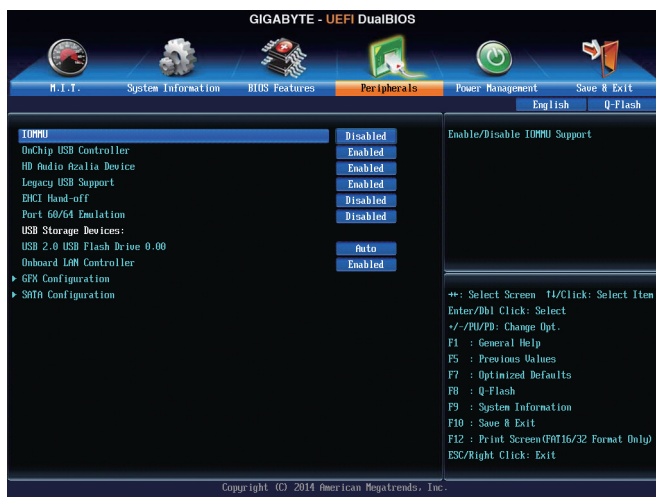 GIGABYTE - UEFI DualBIOS
M.I.T.
System Information
BIOS Features
Peripherals
Power Management
Save & Exit
English
Q-Flash
IOMMU Disabled
OnChip USB Controller Enabled
HD Audio Azalia Device Enabled
Legacy USB Support Enabled
EHCI Hand-off Disabled
Port 60/64 Emulation Disabled
USB Storage Devices:
USB 2.0 USB Flash Drive 0.00 Auto
Onboard LAN Controller Enabled
GFX Configuration
SATA Configuration
Enable/Disable IOMMU Support
↔: Select Screen ↑↓/Click: Select Item
Enter/Dbl Click: Select
+/-/PU/PD: Change Opt.
F1 : General Help
F5 : Previous Values
F7 : Optimized Defaults
F8 : Q-Flash
F9 : System Information
F10 : Save & Exit
F12 : Print Screen(FAT16/32 Format Only)
ESC/Right Click: Exit
Copyright (C) 2014 American Megatrends, Inc.